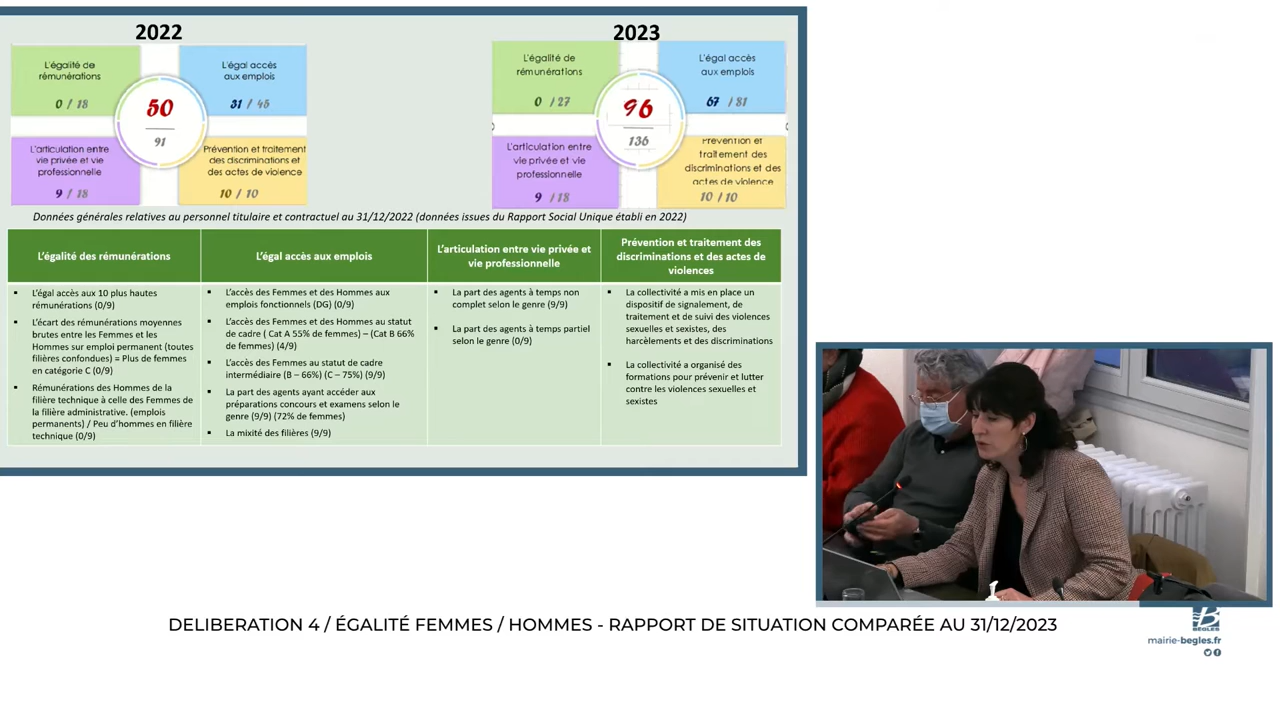 2022
2023
L'égalité de
rémunérations
0 / 18
L'égal accès
aux emplois
31 / 45
50
91
L'articulation entre
vie privée et vie
professionnelle
9 / 18
Prévention et traitement
des discriminations et
des actes de violence
10 / 10
L'égalité de
rémunérations
0 / 27
L'égal accès
aux emplois
67 / 81
96
136
L'articulation entre
vie privée et vie
professionnelle
9 / 18
Prévention et
traitement des
discriminations et des
actes de violence
10 / 10
Données générales relatives au personnel titulaire et contractuel au 31/12/2022 (données issues du Rapport Social Unique établi en 2022)
L'égalité des rémunérations
L'égal accès aux emplois
L'articulation entre vie privée et
vie professionnelle
Prévention et traitement des
discriminations et des actes de
violences
▪ L'égal accès aux 10 plus hautes
rémunérations (0/9)
▪ L'écart des rémunérations moyennes
brutes entre les Femmes et les
Hommes sur emploi permanent (toutes
filières confondues) = Plus de femmes
en catégorie C (0/9)
▪ Rémunérations des Hommes de la
filière technique à celle des Femmes de
la filière administrative. (emplois
permanents) / Peu d'hommes en filière
technique (0/9)
▪ L'accès des Femmes et des Hommes aux
emplois fonctionnels (DG) (0/9)
▪ L'accès des Femmes et des Hommes au statut
de cadre ( Cat A 55% de femmes) – (Cat B 66%
de femmes) (4/9)
▪ L'accès des Femmes au statut de cadre
intermédiaire (B – 66%) (C – 75%) (9/9)
▪ La part des agents ayant accéder aux
préparations concours et examens selon le
genre (9/9) (72% de femmes)
▪ La mixité des filières (9/9)
▪ La part des agents à temps non
complet selon le genre (9/9)
▪ La part des agents à temps partiel
selon le genre (0/9)
▪ La collectivité a mis en place un
dispositif de signalement, de
traitement et de suivi des violences
sexuelles et sexistes, des
harcèlements et des discriminations
▪ La collectivité a organisé des
formations pour prévenir et lutter
contre les violences sexuelles et
sexistes
DELIBERATION 4 / ÉGALITÉ FEMMES / HOMMES - RAPPORT DE SITUATION COMPARÉE AU 31/12/2023
BÈGLES
mairie-begles.fr